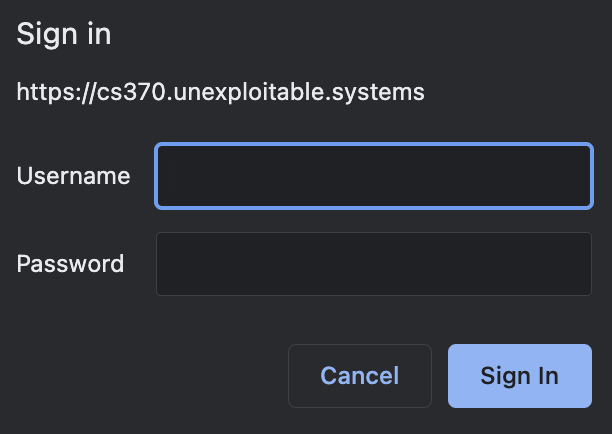 Sign in
https://cs370.unexploitable.systems
Username
Password
Cancel Sign In